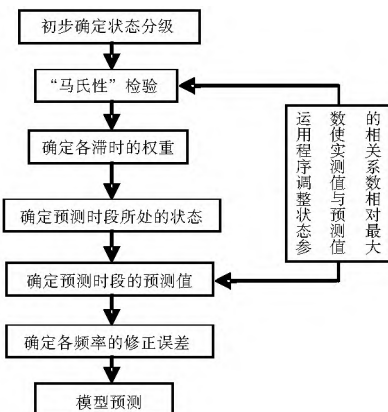 初步确定状态分级
“马氏性”检验
确定各滞时的权重
确定预测时段所处的状态
确定预测时段的预测值
确定各频率的修正误差
模型预测
运用程序调整状态参
数使实测值与预测值
的相关系数相对最大